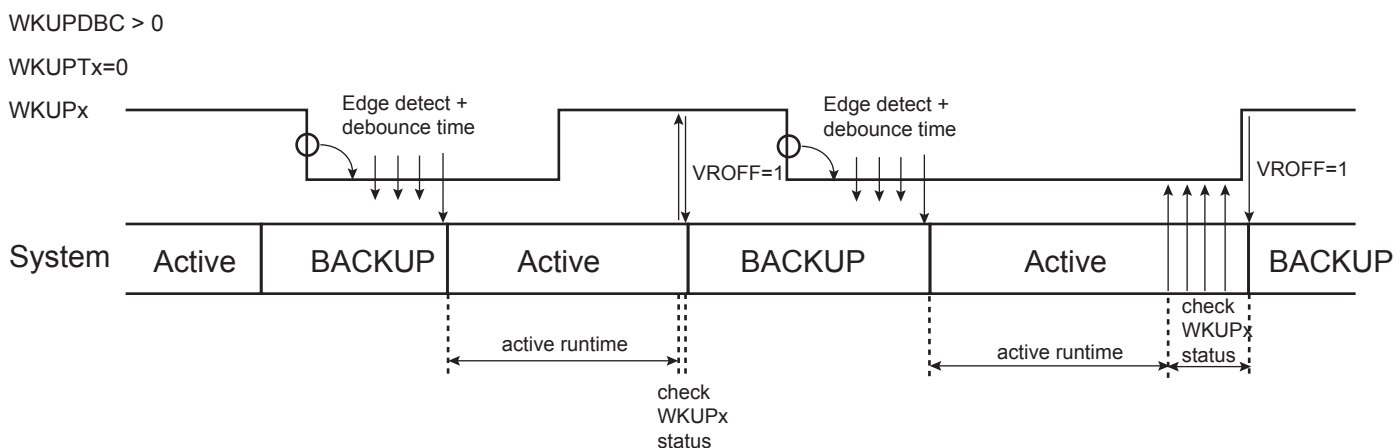 WKUPDBC > 0
WKUPTx=0
WKUPx
Edge detect +
debounce time
VROFF=1
Edge detect +
debounce time
VROFF=1
System
Active
BACKUP
Active
BACKUP
Active
BACKUP
active runtime
check
WKUPx
status
active runtime
check
WKUPx
status